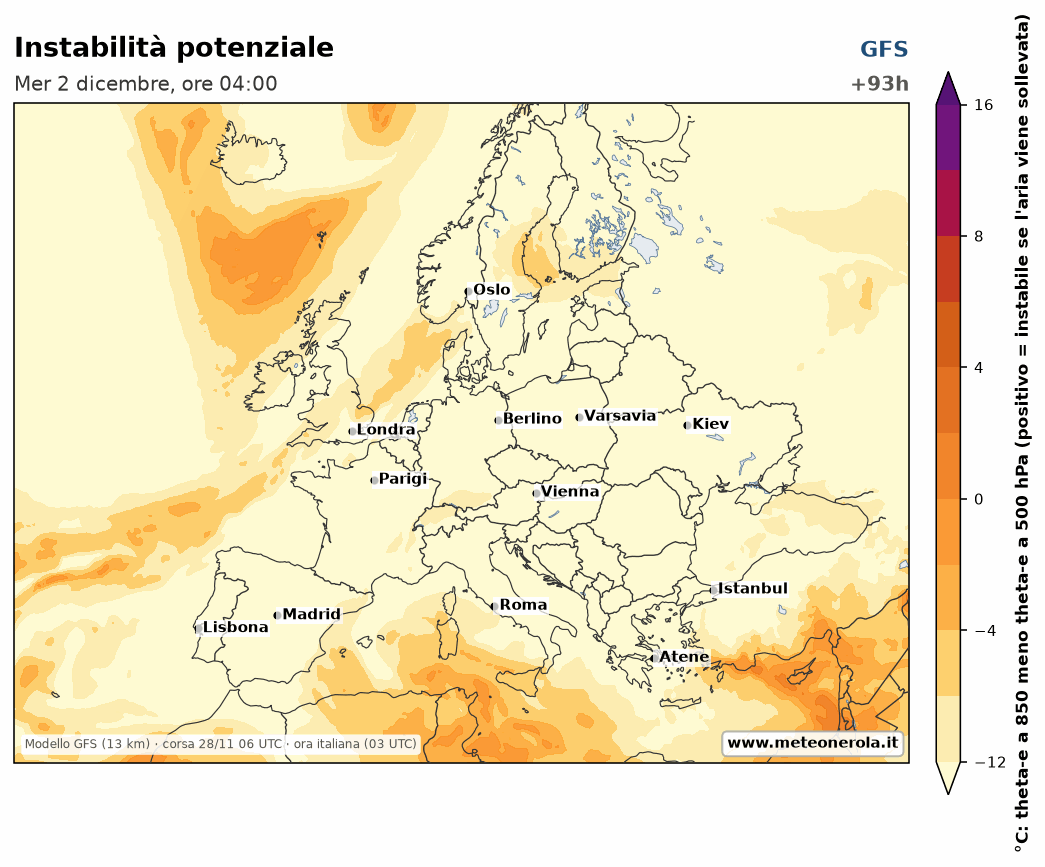 Instabilità potenziale
GFS
Mer 2 dicembre, ore 04:00
+93h
Oslo
Berlino
Varsavia
Kiev
Londra
Parigi
Vienna
Istanbul
Roma
Madrid
Lisbona
Atene
Modello GFS (13 km) · corsa 28/11 06 UTC · ora italiana (03 UTC)
www.meteonerola.it
16
8
4
0
−4
−12
°C: theta-e a 850 meno theta-e a 500 hPa (positivo = instabile se l'aria viene sollevata)